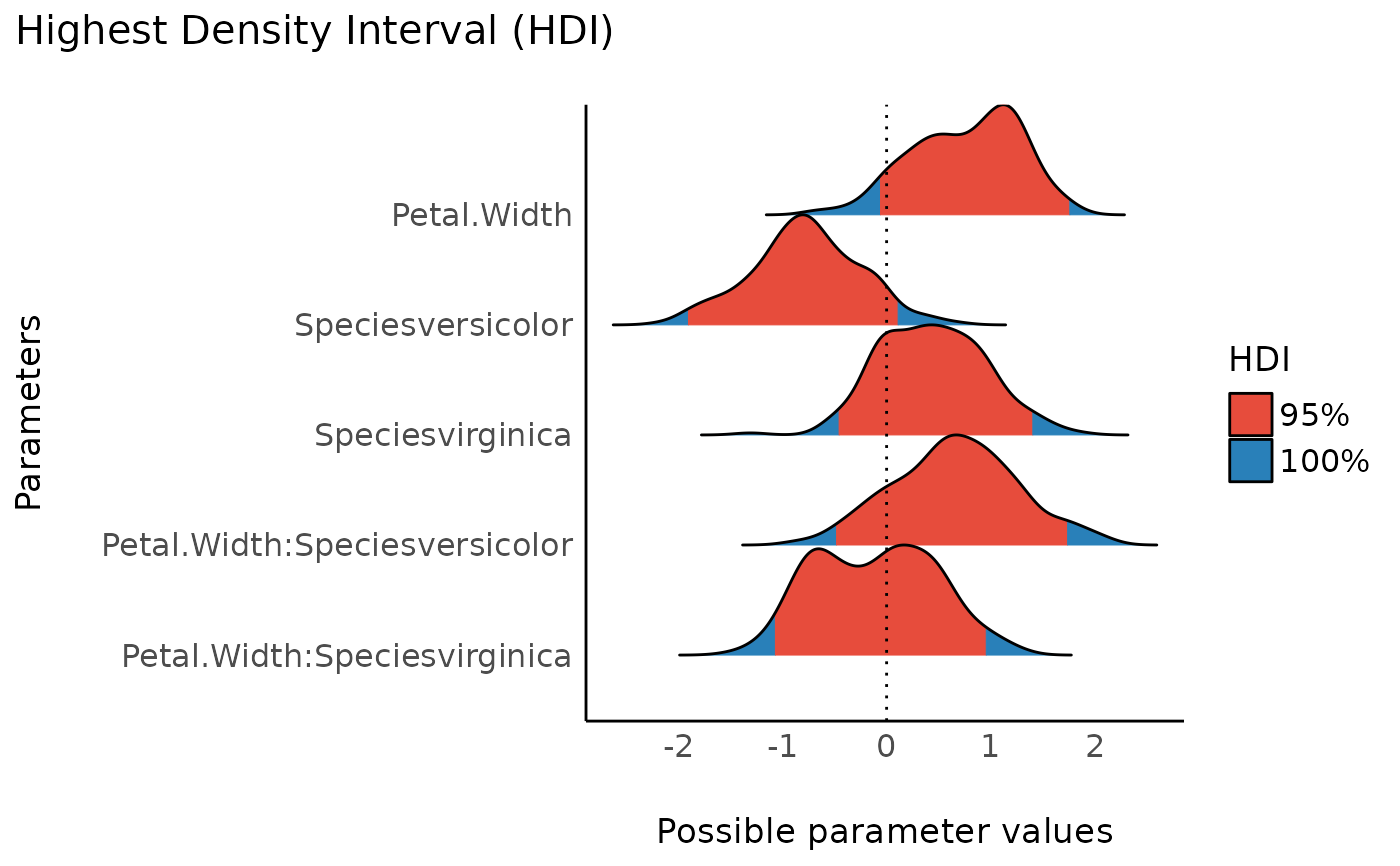 Highest Density Interval (HDI)
Parameters
Petal.Width
Speciesversicolor
Speciesvirginica
Petal.Width:Speciesversicolor
Petal.Width:Speciesvirginica
-2 -1 0 1 2
Possible parameter values
HDI
95%
100%